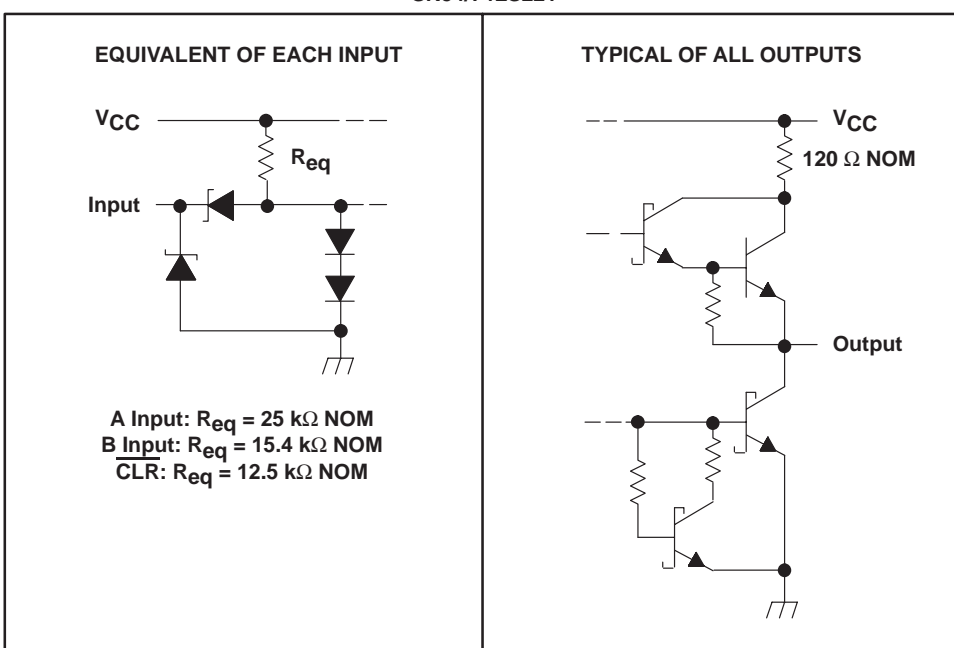 EQUIVALENT OF EACH INPUT
VCC
Req
Input
A Input: Req = 25 kΩ NOM
B Input: Req = 15.4 kΩ NOM
CLR: Req = 12.5 kΩ NOM
TYPICAL OF ALL OUTPUTS
VCC
120 Ω NOM
Output